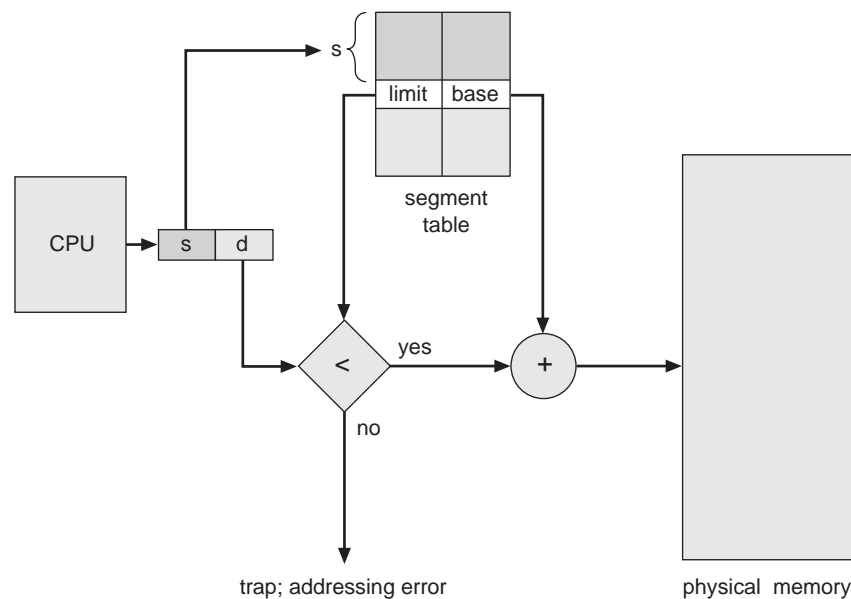 s
limit base
segment
table
CPU
s d
< yes +
no
trap; addressing error
physical memory